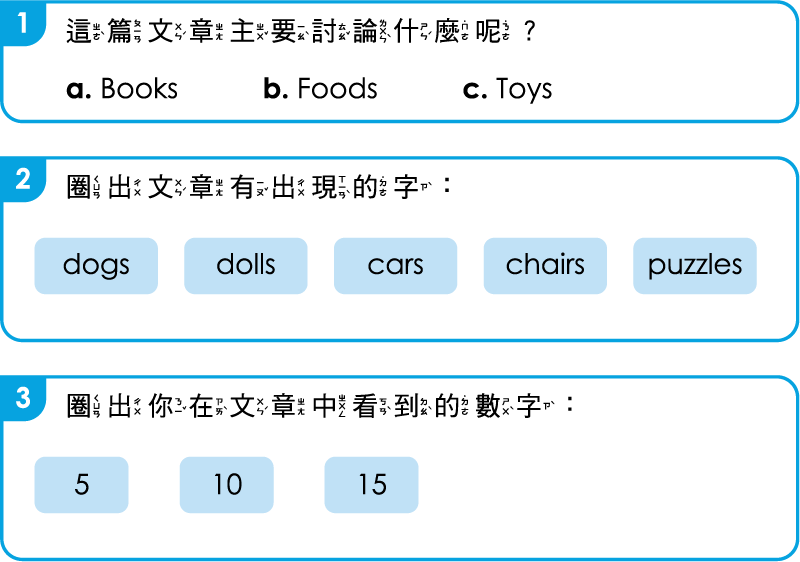 1 這篇文章主要討論什麼呢？
a. Books b. Foods c. Toys
2 圈出文章有出現的字：
dogs dolls cars chairs puzzles
3 圈出你在文章中看到的數字：
5 10 15